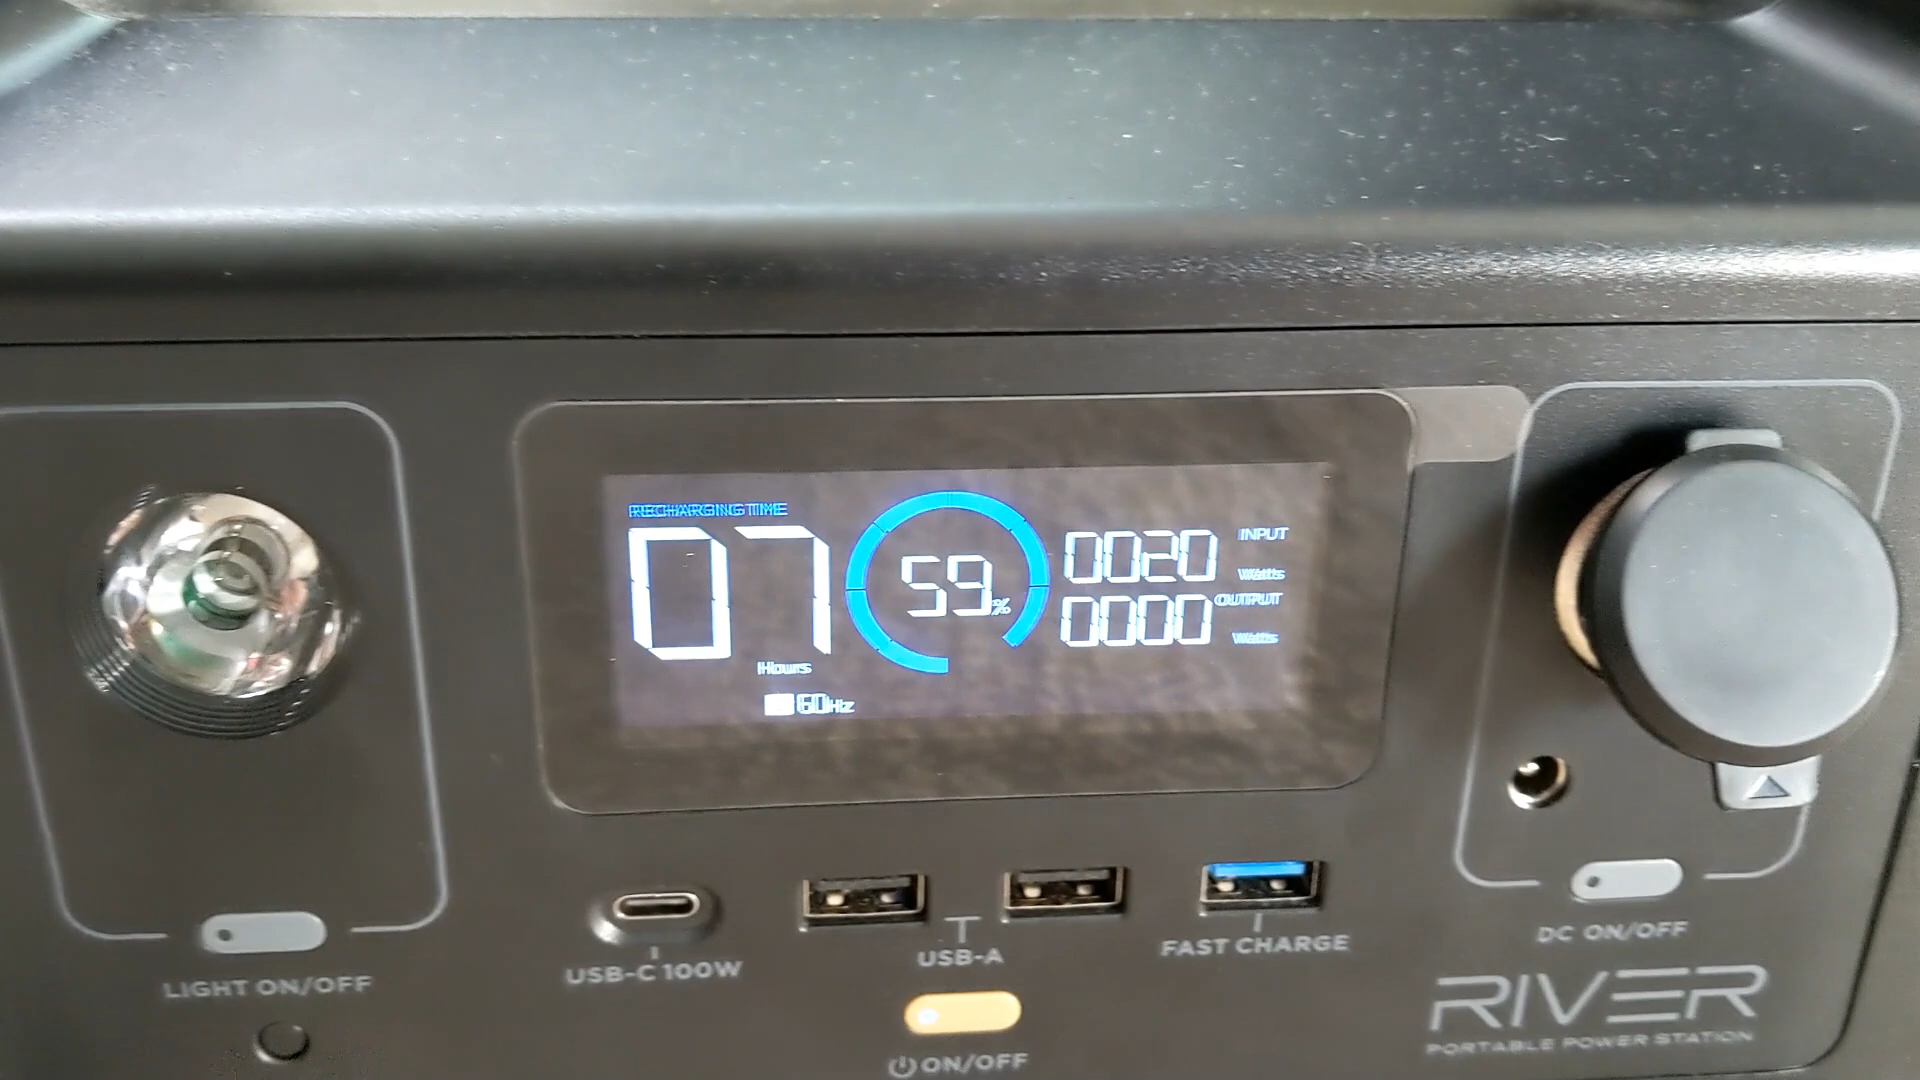 RECHARGING TIME
07
Hours
59%
0020 INPUT
Watts
0000 OUTPUT
Watts
60Hz
USB-C 100W
USB-A
FAST CHARGE
LIGHT ON/OFF
ON/OFF
DC ON/OFF
RIVER
PORTABLE POWER STATION